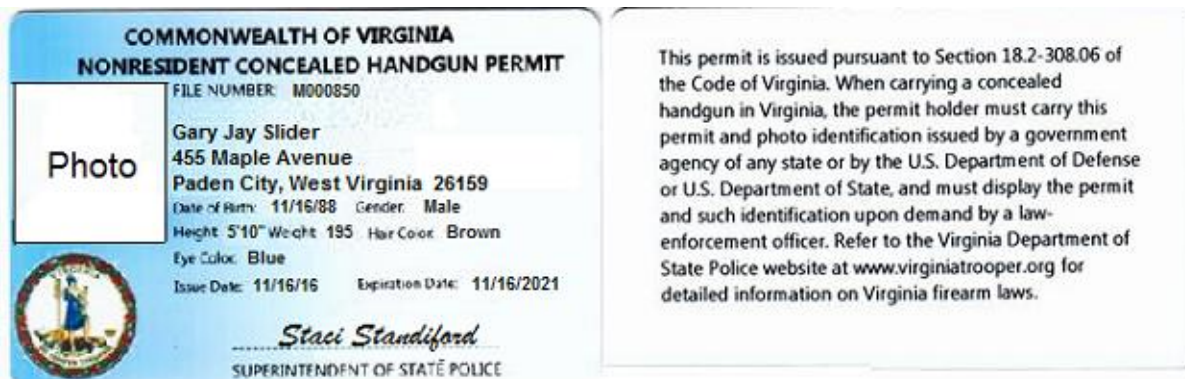 COMMONWEALTH OF VIRGINIA
NONRESIDENT CONCEALED HANDGUN PERMIT
FILE NUMBER: M000850
Gary Jay Slider
455 Maple Avenue
Paden City, West Virginia 26159
Date of Birth: 11/16/88 Gender: Male
Height 5'10" Weight 195 Hair Color: Brown
Eye Color: Blue
Issue Date: 11/16/16 Expiration Date: 11/16/2021
Staci Standiford
SUPERINTENDENT OF STATE POLICE
Photo
VIRGINIA
This permit is issued pursuant to Section 18.2-308.06 of
the Code of Virginia. When carrying a concealed
handgun in Virginia, the permit holder must carry this
permit and photo identification issued by a government
agency of any state or by the U.S. Department of Defense
or U.S. Department of State, and must display the permit
and such identification upon demand by a law-
enforcement officer. Refer to the Virginia Department of
State Police website at www.virginiatrooper.org for
detailed information on Virginia firearm laws.